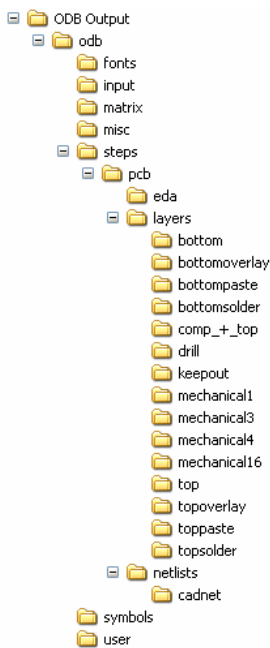 ODB Output
odb
fonts
input
matrix
misc
steps
pcb
eda
layers
bottom
bottomoverlay
bottompaste
bottomsolder
comp_+_top
drill
keepout
mechanical1
mechanical3
mechanical4
mechanical16
top
topoverlay
toppaste
topsolder
netlists
cadnet
symbols
user